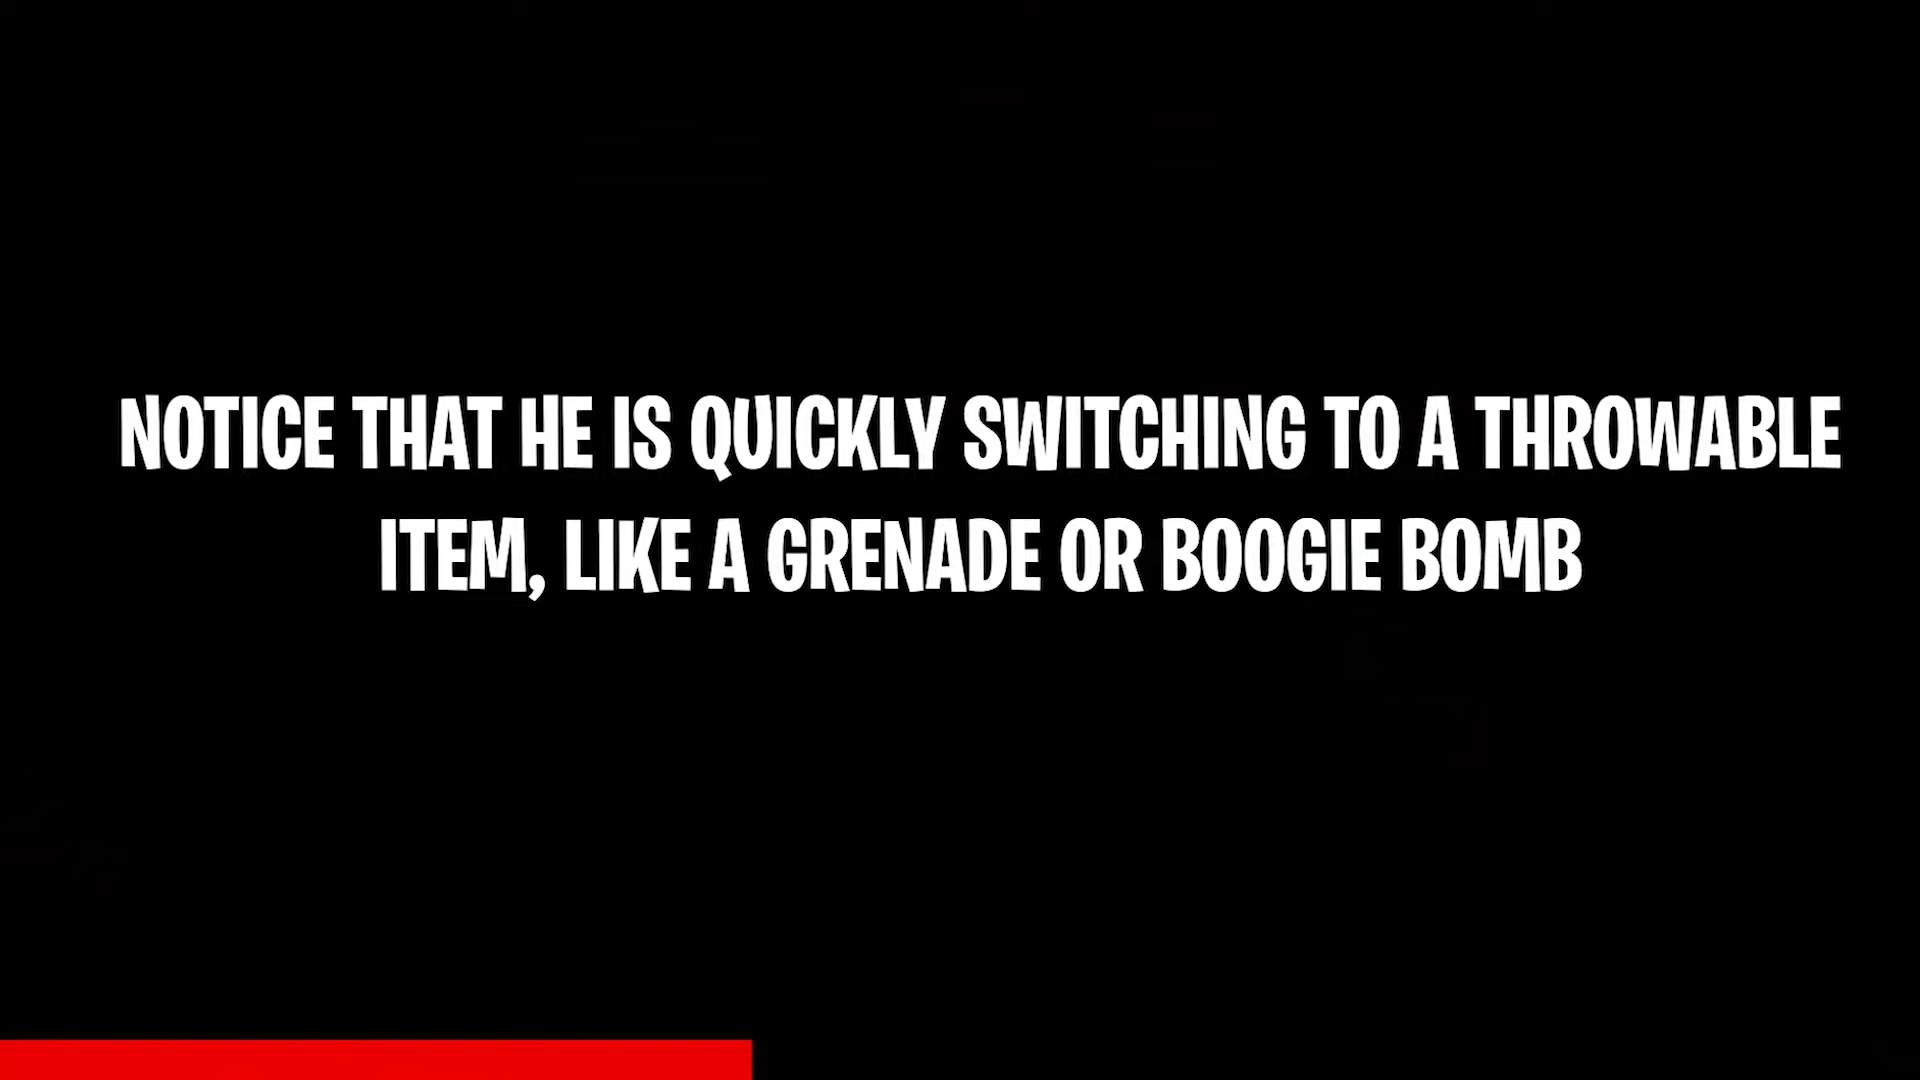 NOTICE THAT HE IS QUICKLY SWITCHING TO A THROWABLE
ITEM, LIKE A GRENADE OR BOOGIE BOMB